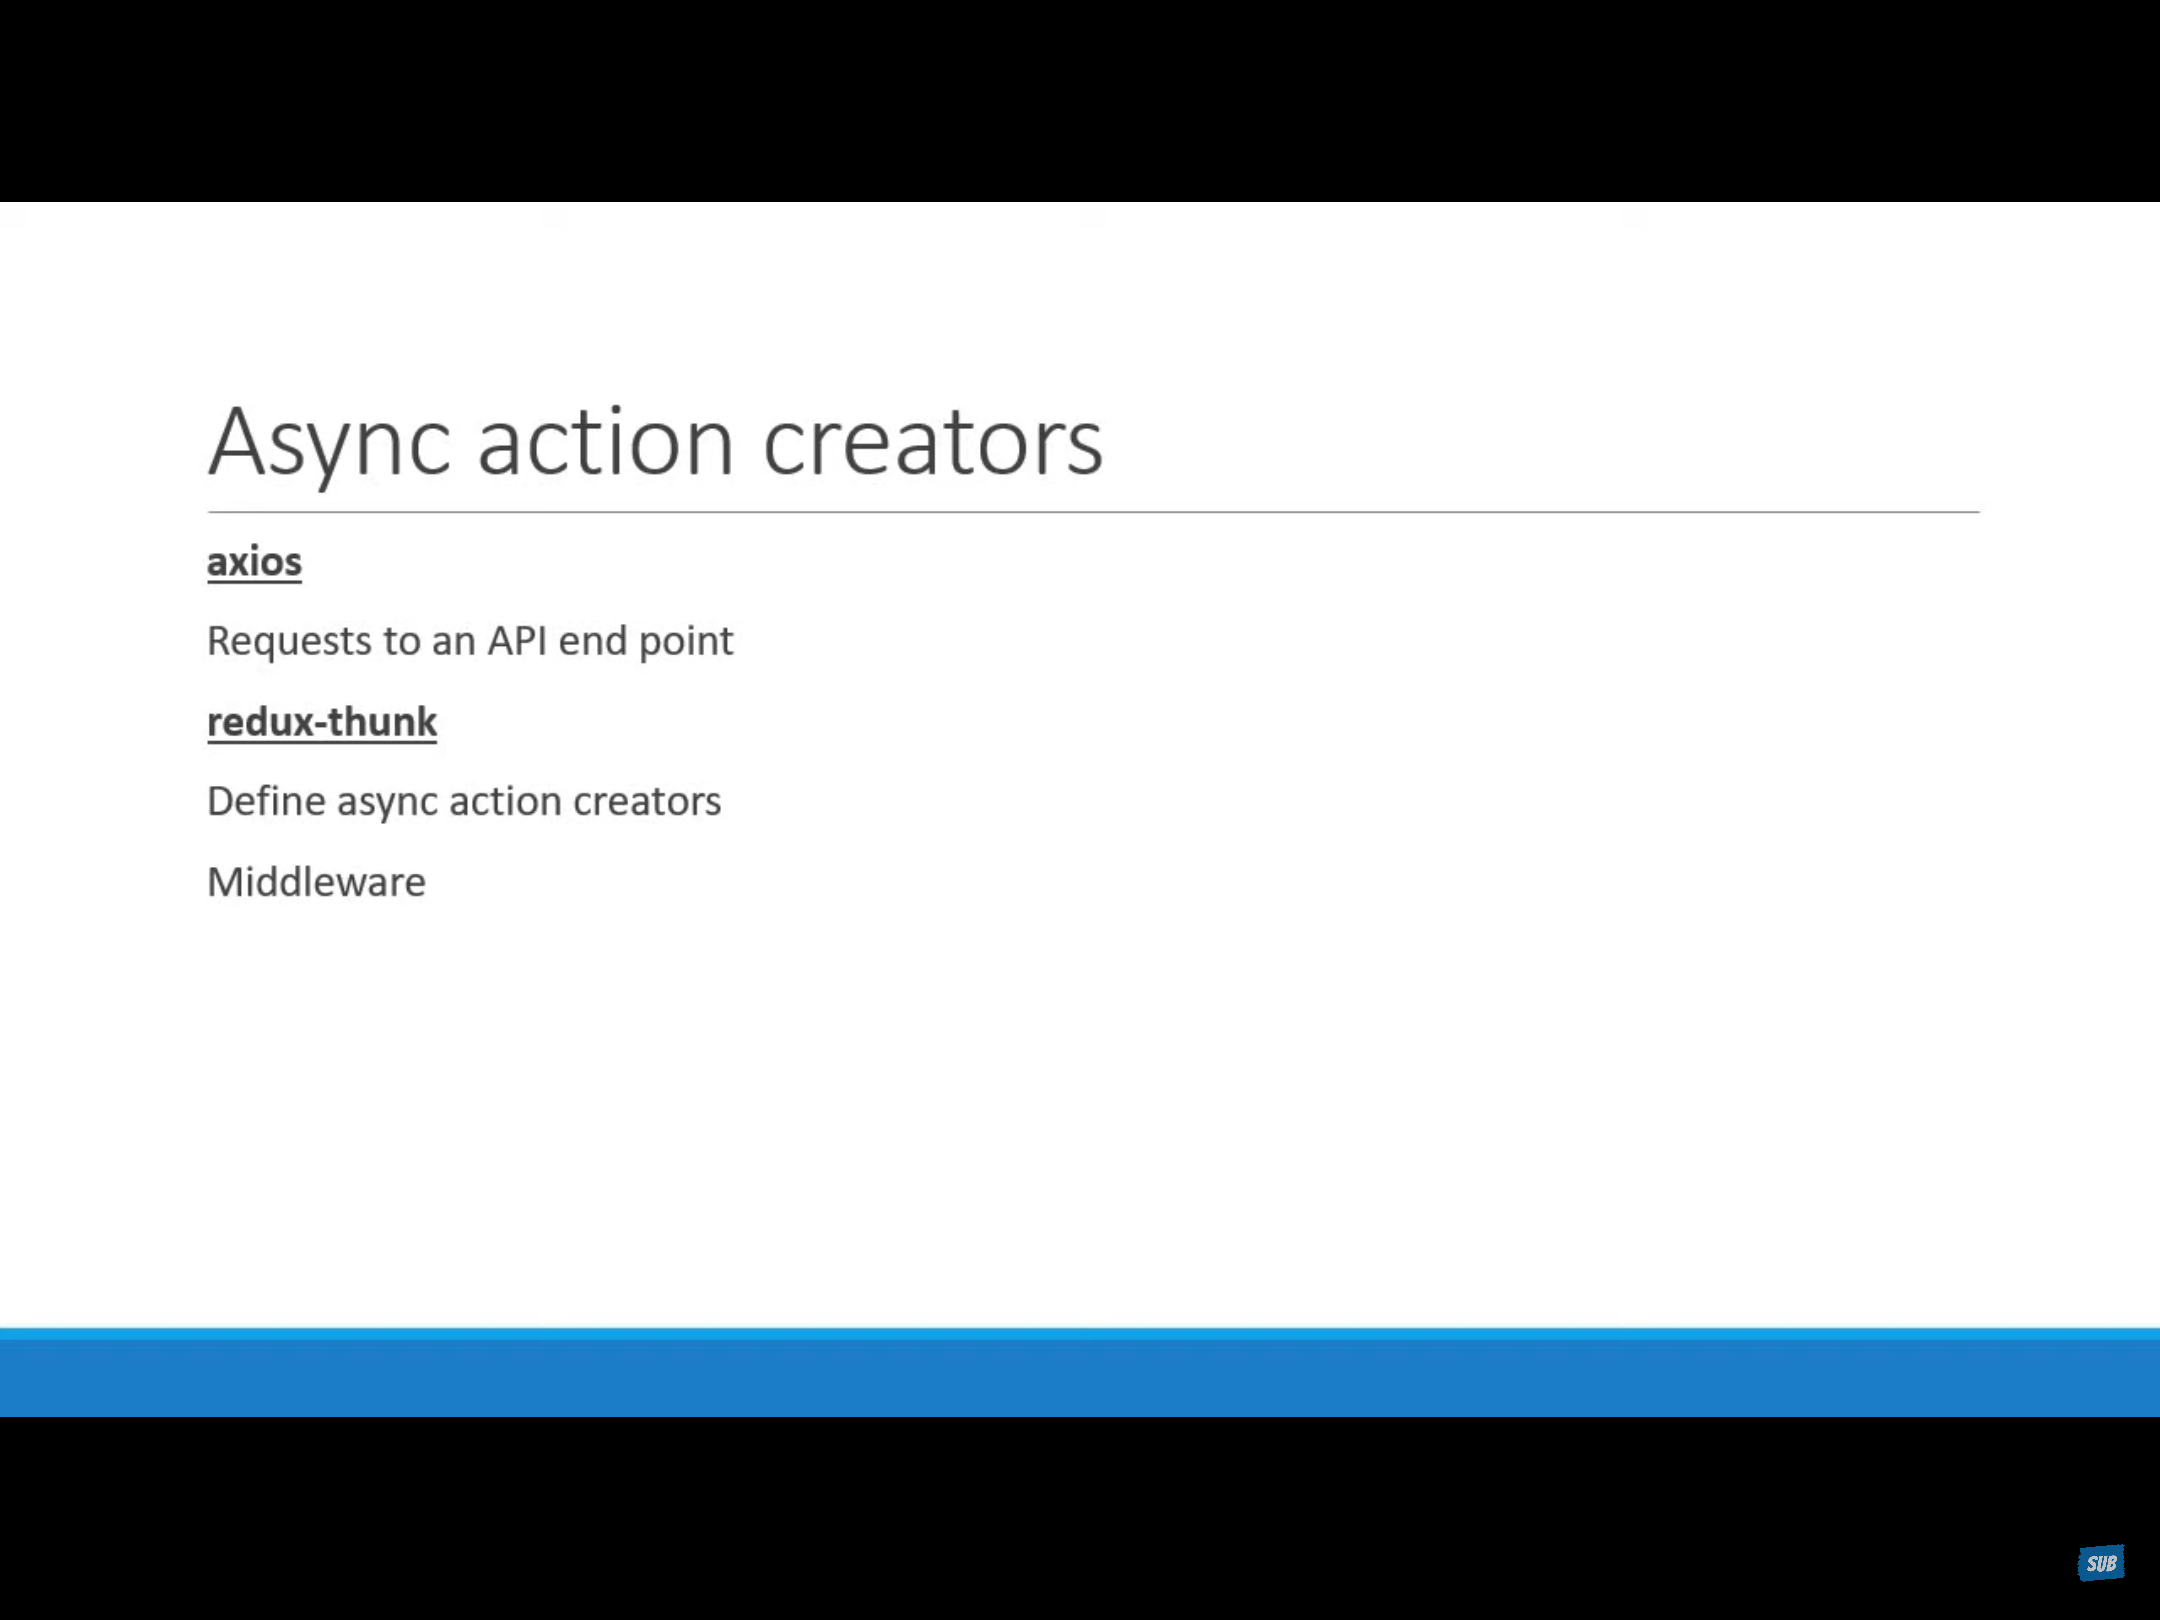 Async action creators
axios
Requests to an API end point
redux-thunk
Define async action creators
Middleware
SUB